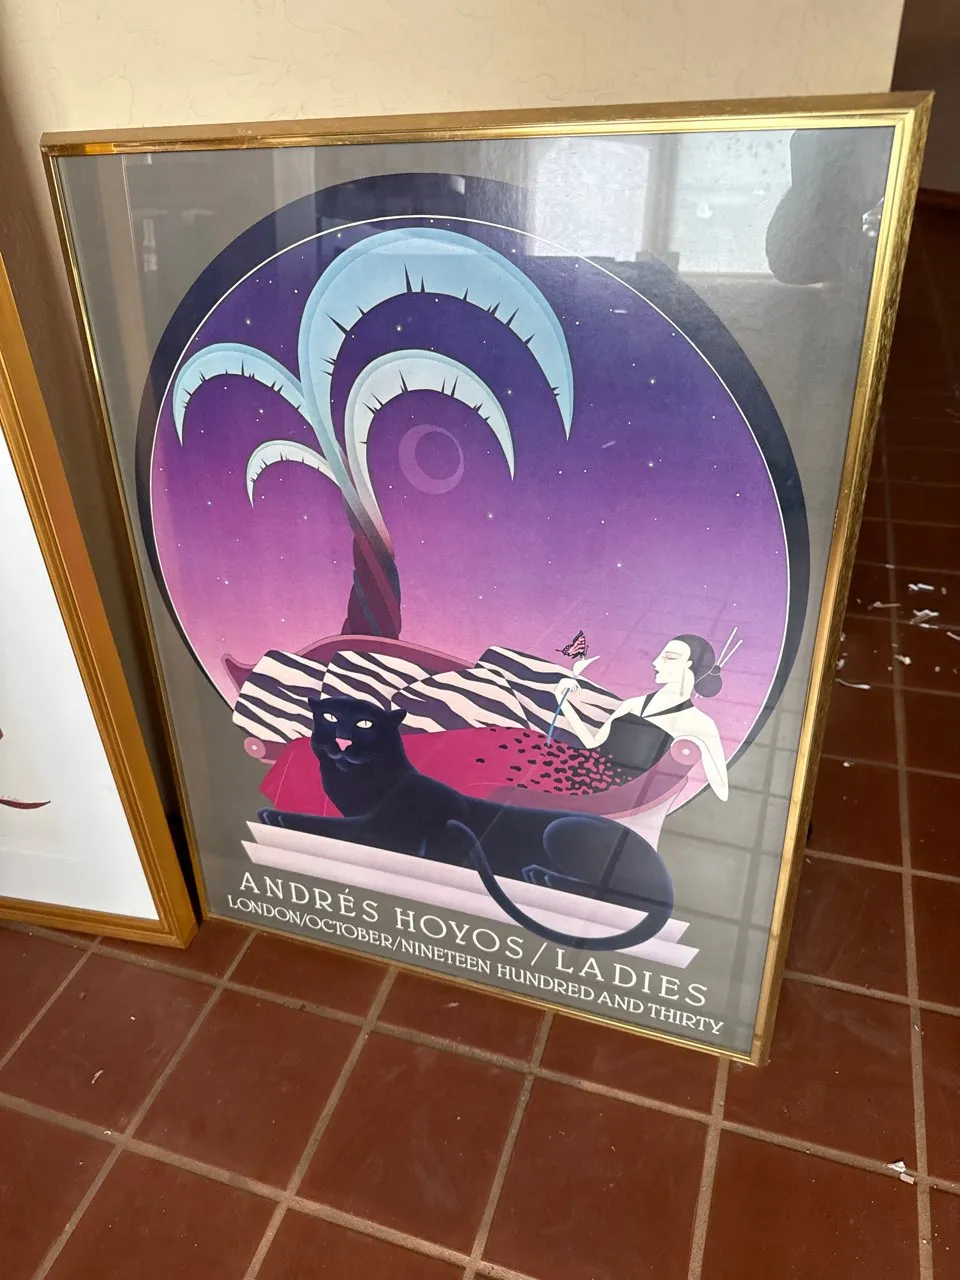 ANDRÉS HOYOS/LADIES
LONDON/OCTOBER/NINETEEN HUNDRED AND THIRTY